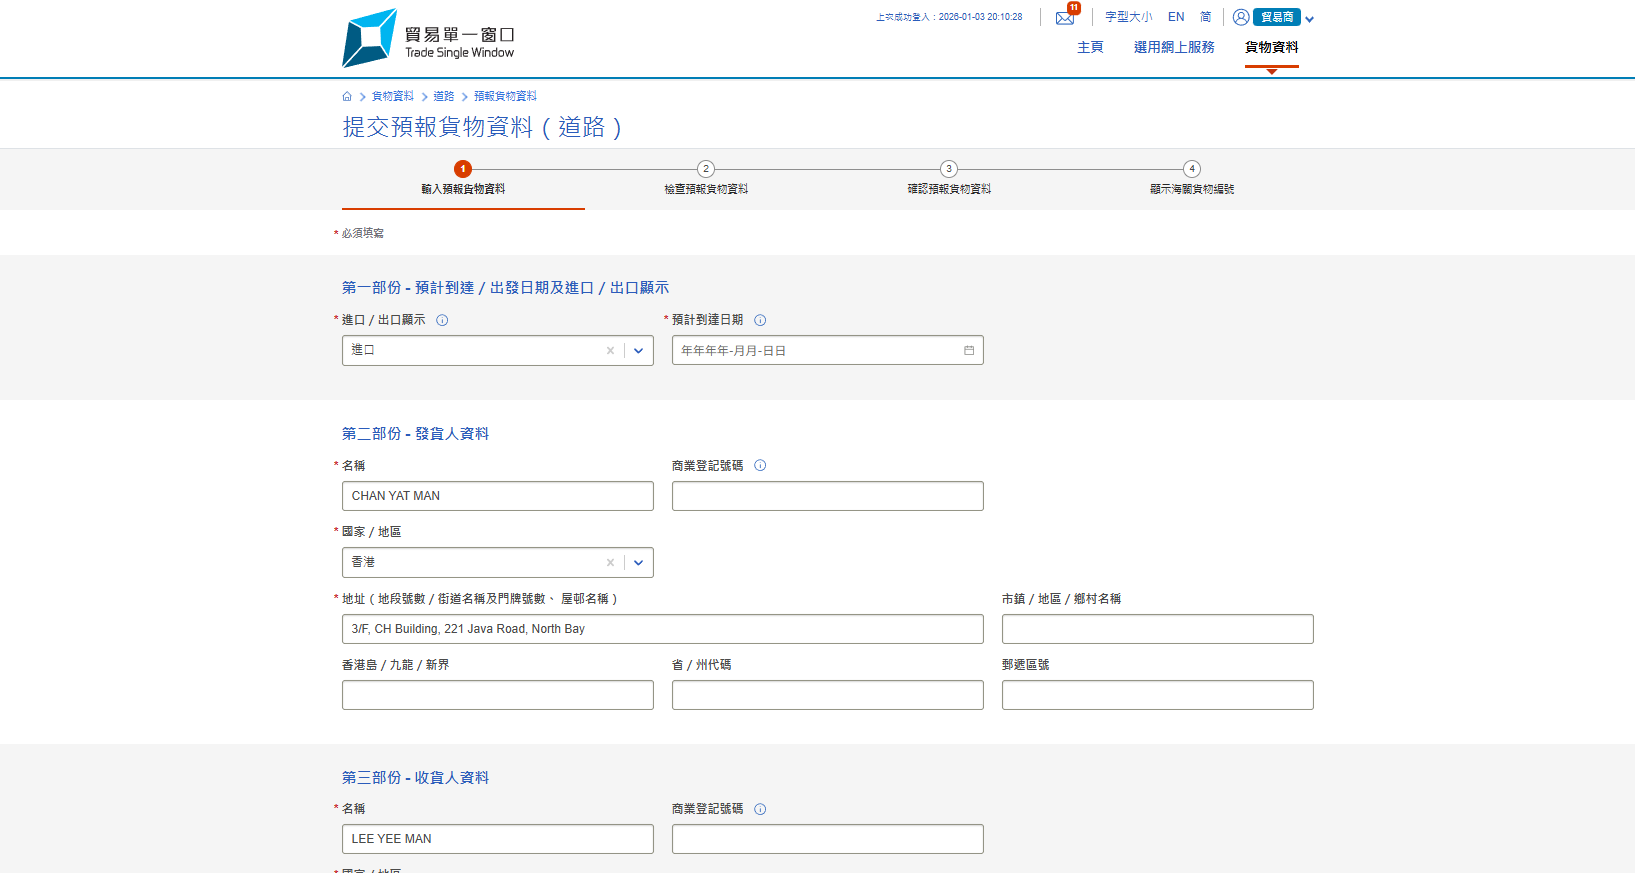 貿易單一窗口
Trade Single Window
上次成功登入：2026-01-03 20:10:28
11
字型大小
EN
简
貿易商
主頁
選用網上服務
貨物資料
貨物資料
道路
預報貨物資料
提交預報貨物資料 ( 道路 )
1
輸入預報貨物資料
2
檢查預報貨物資料
3
確認預報貨物資料
4
顯示海關貨物編號
* 必須填寫
第一部份 - 預計到達 / 出發日期及進口 / 出口顯示
* 進口 / 出口顯示
* 預計到達日期
進口
年年年年-月月-日日
第二部份 - 發貨人資料
* 名稱
商業登記號碼
CHAN YAT MAN
* 國家 / 地區
香港
* 地址 ( 地段號數 / 街道名稱及門牌號數、 屋邨名稱 )
市鎮 / 地區 / 鄉村名稱
3/F, CH Building, 221 Java Road, North Bay
香港島 / 九龍 / 新界
省 / 州代碼
郵遞區號
第三部份 - 收貨人資料
* 名稱
商業登記號碼
LEE YEE MAN
* 國家 / 地區